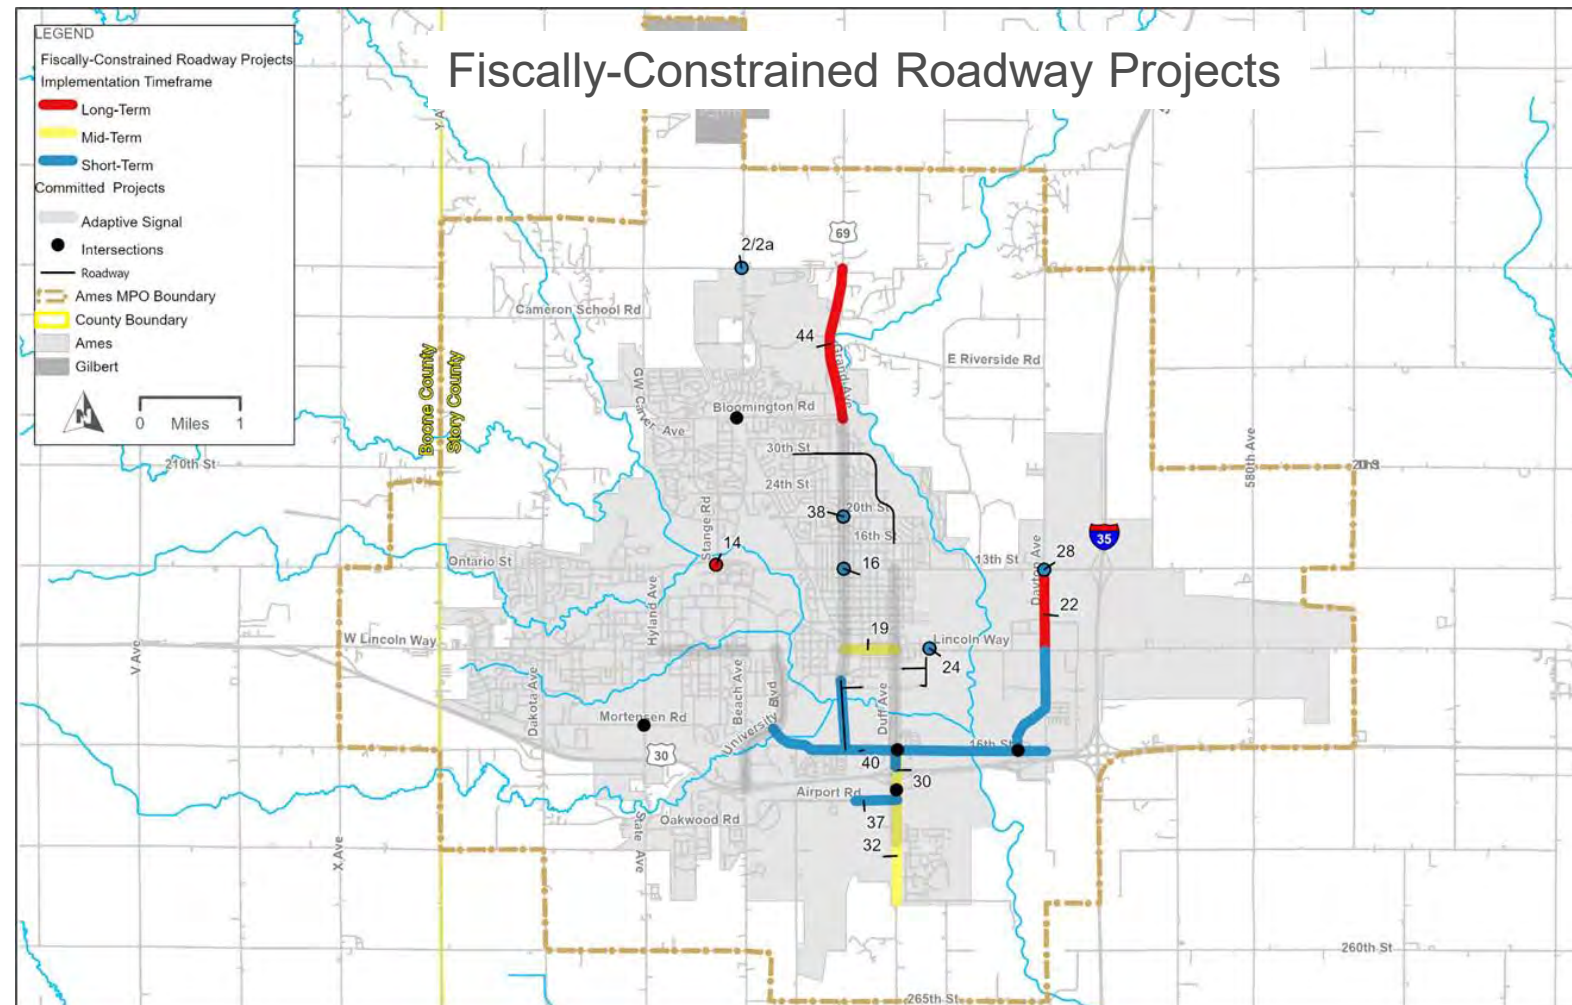 Fiscally-Constrained Roadway Projects
LEGEND
Fiscally-Constrained Roadway Projects
Implementation Timeframe
Long-Term
Mid-Term
Short-Term
Committed Projects
Adaptive Signal
Intersections
Roadway
Ames MPO Boundary
County Boundary
Ames
Gilbert
N
0 Miles 1
69
2/2a
Cameron School Rd
44
Grand Ave
E Riverside Rd
Boone County
Story County
GW Carver Ave
Bloomington Rd
30th St
210th St
24th St
580th Ave
38
20th St
16th St
Stange Rd
14
35
Ontario St
16
13th St
28
Dayton Ave
22
Hyland Ave
19
W Lincoln Way
Lincoln Way
24
V Ave
Dakota Ave
Beach Ave
University Blvd
Duff Ave
Mortensen Rd
30
16th St
40
30
Airport Rd
37
Oakwood Rd
State Ave
32
X Ave
260th St
265th St